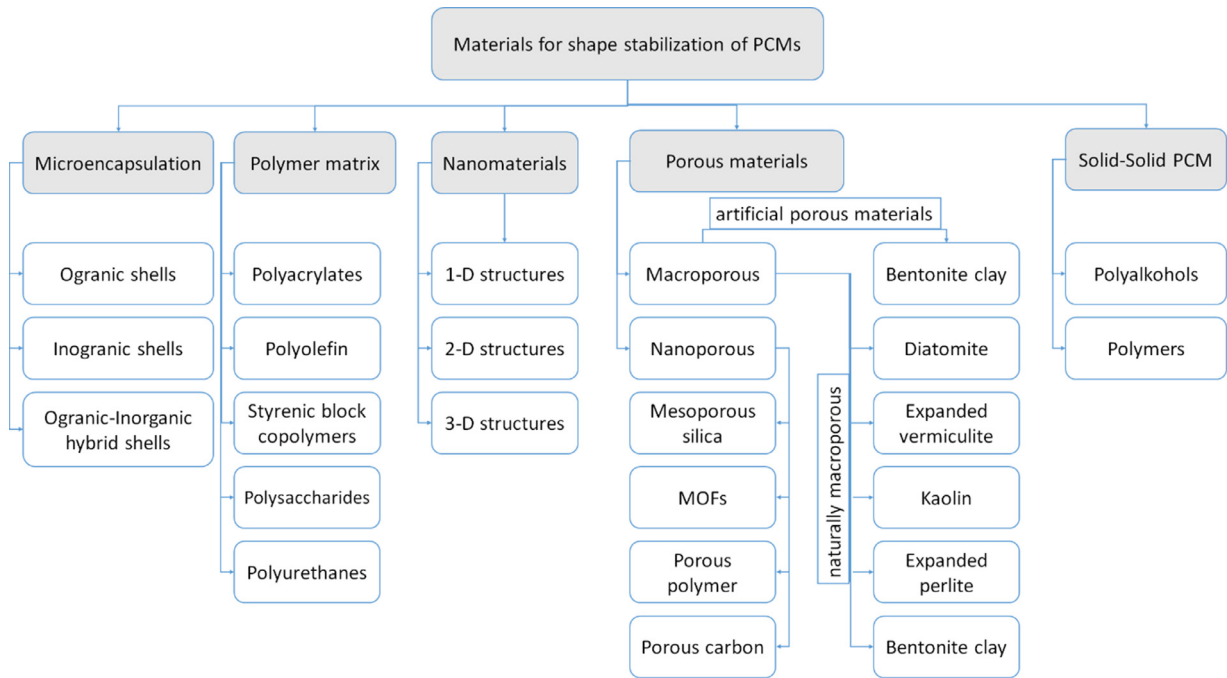 Materials for shape stabilization of PCMs
Microencapsulation
Polymer matrix
Nanomaterials
Porous materials
Solid-Solid PCM
artificial porous materials
Ogranic shells
Inogranic shells
Ogranic-Inorganic
hybrid shells
Polyacrylates
Polyolefin
Styrenic block
copolymers
Polysaccharides
Polyurethanes
1-D structures
2-D structures
3-D structures
Macroporous
Nanoporous
Mesoporous
silica
MOFs
Porous
polymer
Porous carbon
naturally macroporous
Bentonite clay
Diatomite
Expanded
vermiculite
Kaolin
Expanded
perlite
Bentonite clay
Polyalkohols
Polymers